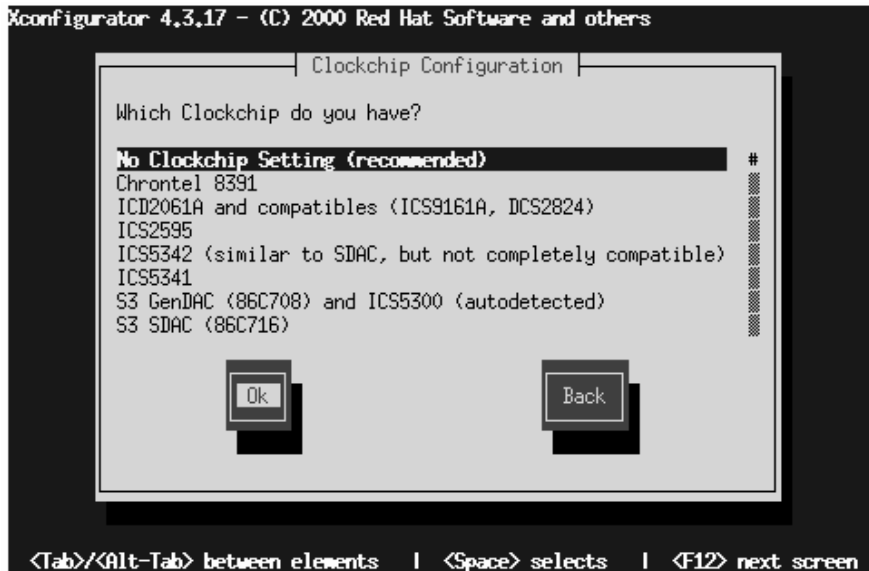 Xconfigurator 4.3.17 - (C) 2000 Red Hat Software and others
Clockchip Configuration
Which Clockchip do you have?
No Clockchip Setting (recommended) #
Chrontel 8391
ICD2061A and compatibles (ICS9161A, DCS2824)
ICS2595
ICS5342 (similar to SDAC, but not completely compatible)
ICS5341
S3 GenDAC (86C708) and ICS5300 (autodetected)
S3 SDAC (86C716)
Ok Back
<Tab>/<Alt-Tab> between elements | <Space> selects | <F12> next screen